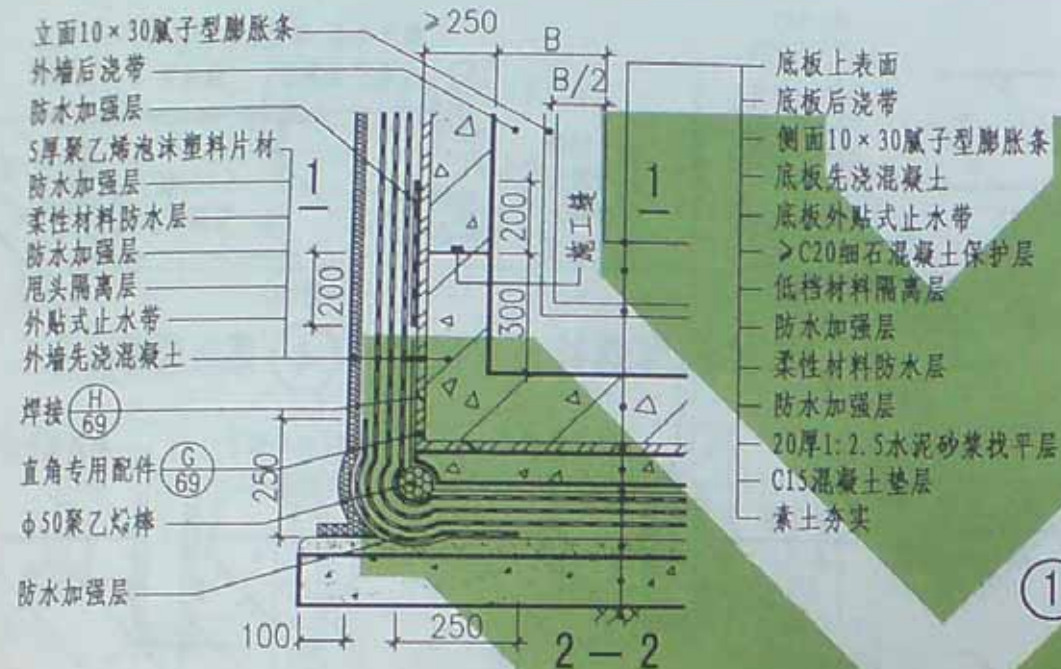 立面10×30腻子型膨胀条
外墙后浇带
防水加强层
5厚聚乙烯泡沫塑料片材
防水加强层
柔性材料防水层
防水加强层
甩头隔离层
外贴式止水带
外墙先浇混凝土
焊接 H/69
直角专用配件 G/69
φ50聚乙烯棒
防水加强层
≥250
B
B/2
1
1
施工缝
200
300
1200
250
100
250
2—2
底板上表面
底板后浇带
侧面10×30腻子型膨胀条
底板先浇混凝土
底板外贴式止水带
≥C20细石混凝土保护层
低档材料隔离层
防水加强层
柔性材料防水层
防水加强层
20厚1:2.5水泥砂浆找平层
C15混凝土垫层
素土夯实
1